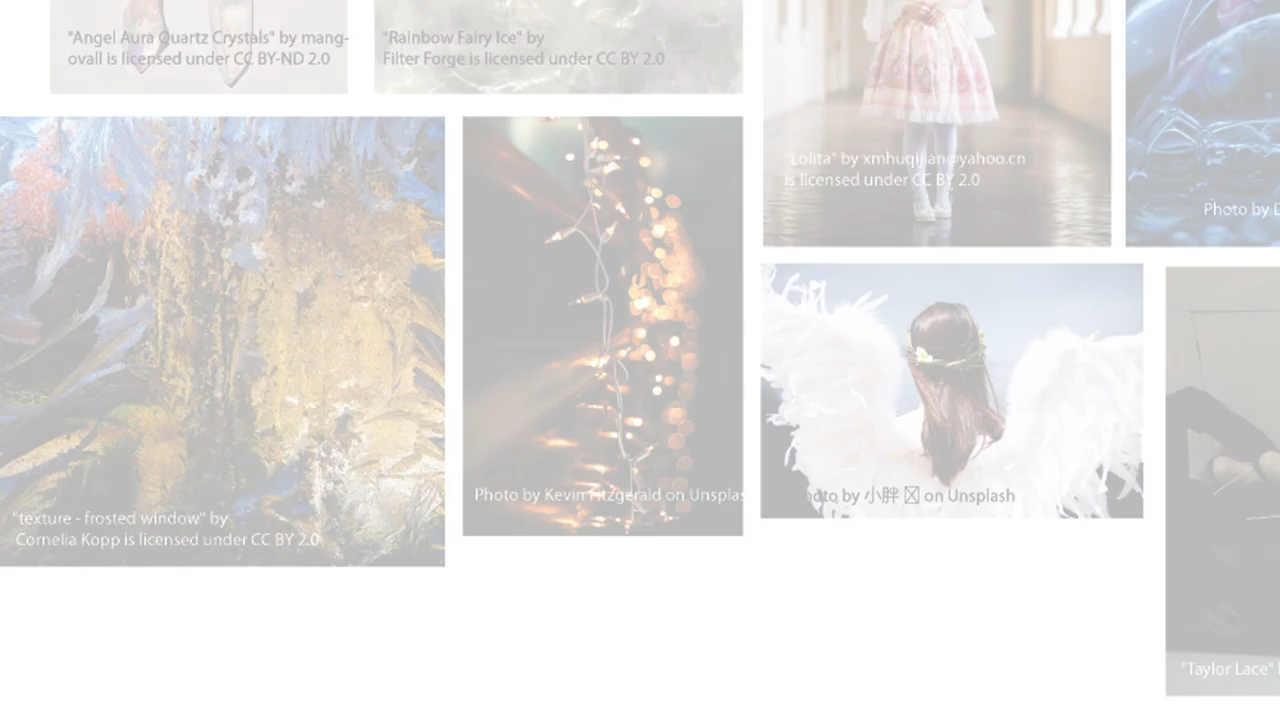 "Angel Aura Quartz Crystals" by mang-
ovall is licensed under CC BY-ND 2.0
"Rainbow Fairy Ice" by
Filter Forge is licensed under CC BY 2.0
"Lolita" by xmhuqijian@yahoo.cn
is licensed under CC BY 2.0
Photo by
Photo by Kevin Fitzgerald on
by 小胖 on Unsplash
"texture - frosted window" by
Cornelia Kopp is licensed under CC BY 2.0
"Taylor Lace"